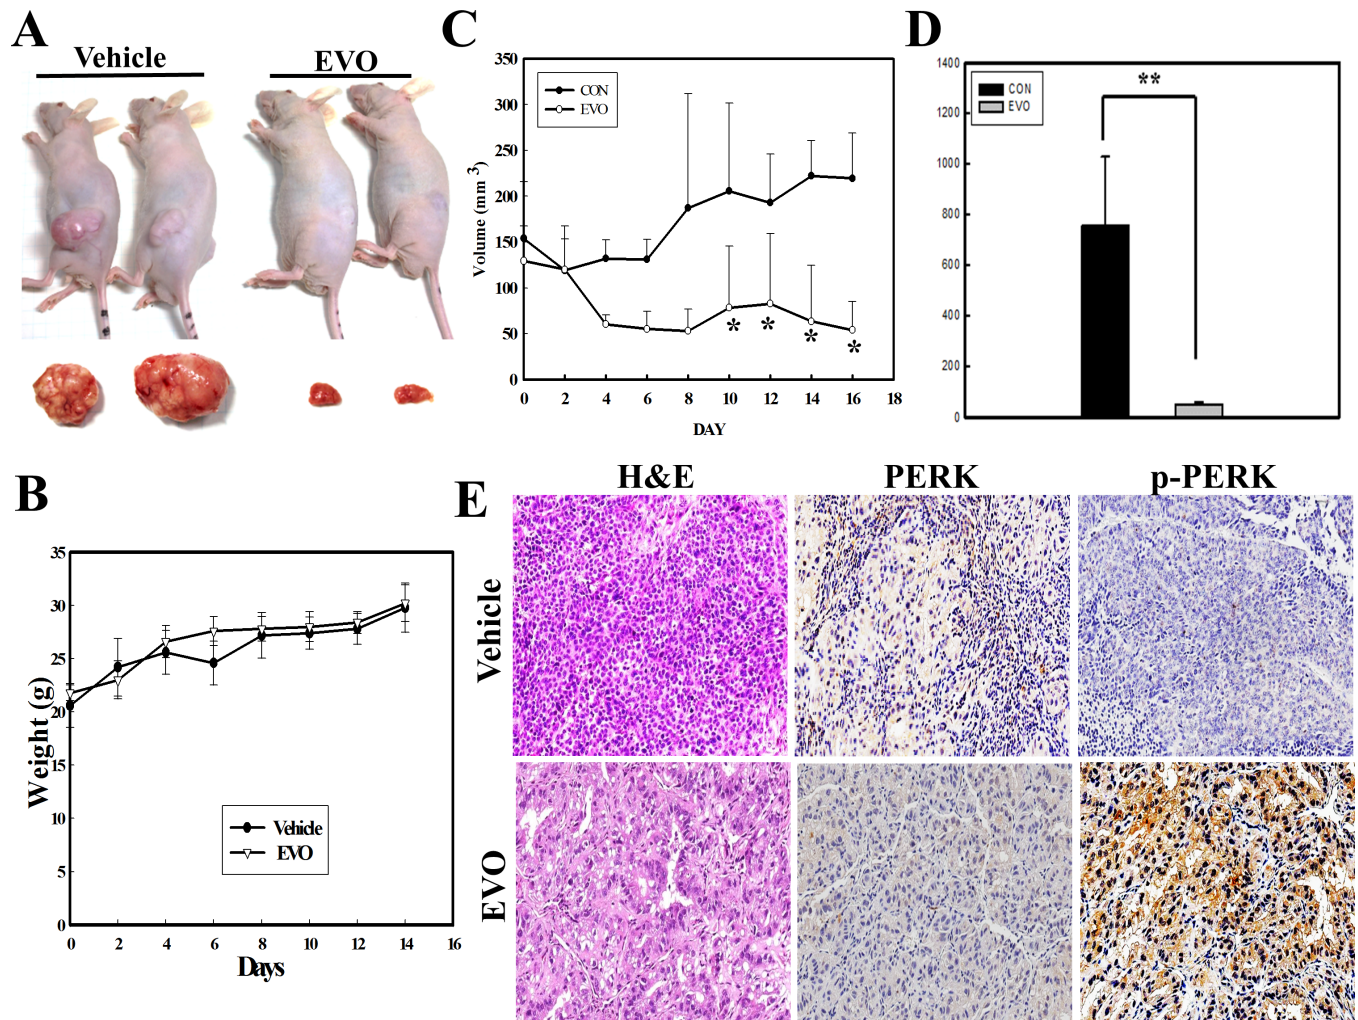 A
Vehicle
EVO
C
350
300
250
200
150
100
50
0
Volume (mm 3)
CON
EVO
*
*
*
*
0 2 4 6 8 10 12 14 16 18
DAY
D
1400
1200
1000
800
600
400
200
0
CON
EVO
**
B
35
30
25
20
15
10
5
0
Weight (g)
Vehicle
EVO
0 2 4 6 8 10 12 14 16
Days
E
H&E
PERK
p-PERK
Vehicle
EVO